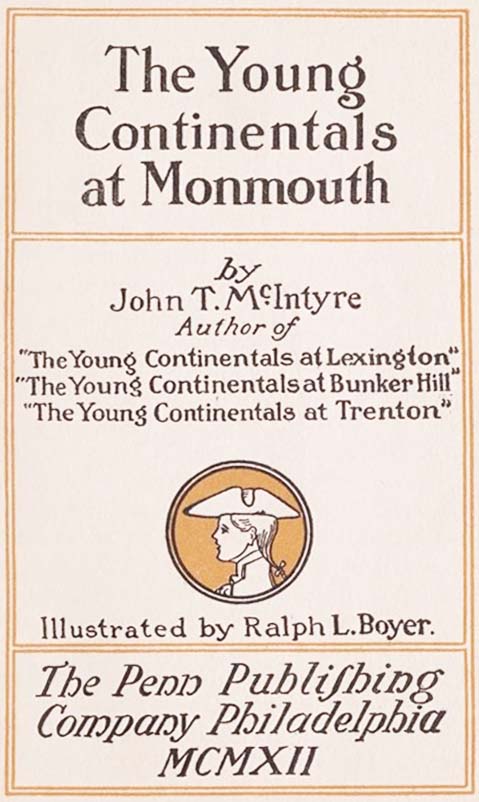 The Young
Continentals
at Monmouth
by
John T. McIntyre
Author of
"The Young Continentals at Lexington"
"The Young Continentals at Bunker Hill"
"The Young Continentals at Trenton"
Illustrated by Ralph L. Boyer.
The Penn Publiſhing
Company Philadelphia
MCMXII